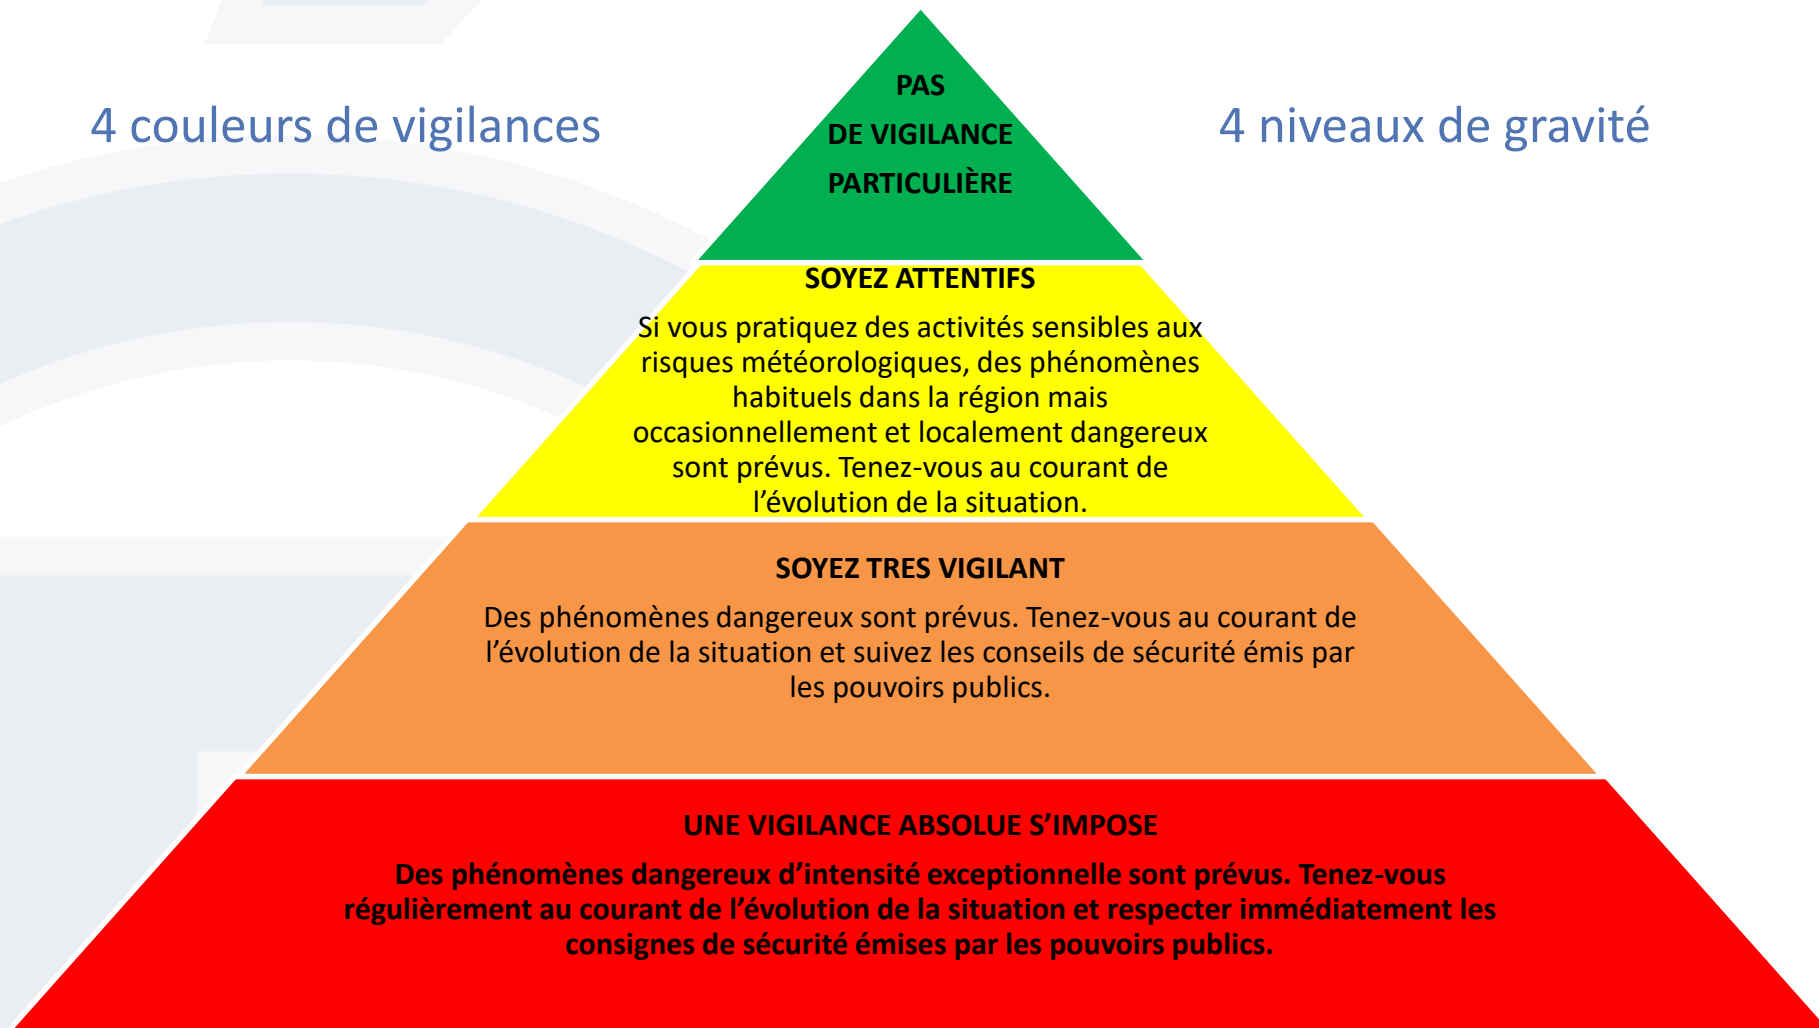 4 couleurs de vigilances
4 niveaux de gravité
PAS
DE VIGILANCE
PARTICULIÈRE
SOYEZ ATTENTIFS
Si vous pratiquez des activités sensibles aux
risques météorologiques, des phénomènes
habituels dans la région mais
occasionnellement et localement dangereux
sont prévus. Tenez-vous au courant de
l’évolution de la situation.
SOYEZ TRES VIGILANT
Des phénomènes dangereux sont prévus. Tenez-vous au courant de
l’évolution de la situation et suivez les conseils de sécurité émis par
les pouvoirs publics.
UNE VIGILANCE ABSOLUE S’IMPOSE
Des phénomènes dangereux d’intensité exceptionnelle sont prévus. Tenez-vous
régulièrement au courant de l’évolution de la situation et respecter immédiatement les
consignes de sécurité émises par les pouvoirs publics.